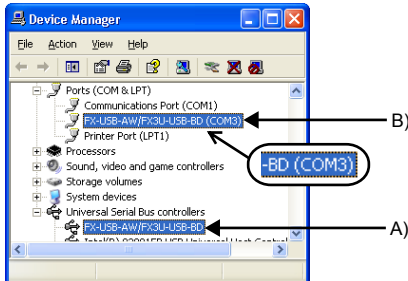 Device Manager
File Action View Help
Ports (COM & LPT)
Communications Port (COM1)
FX-USB-AW/FX3U-USB-BD (COM3)
B)
Printer Port (LPT1)
Processors
-BD (COM3)
Sound, video and game controllers
Storage volumes
System devices
Universal Serial Bus controllers
FX-USB-AW/FX3U-USB-BD
A)